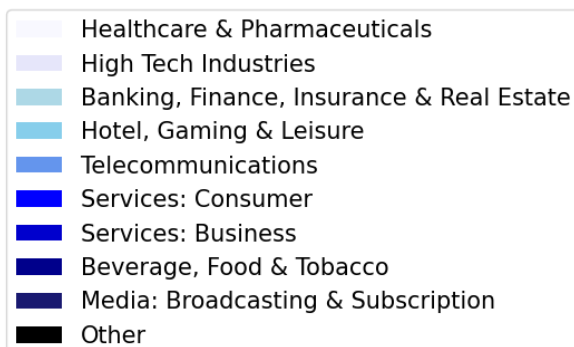 Healthcare & Pharmaceuticals
High Tech Industries
Banking, Finance, Insurance & Real Estate
Hotel, Gaming & Leisure
Telecommunications
Services: Consumer
Services: Business
Beverage, Food & Tobacco
Media: Broadcasting & Subscription
Other